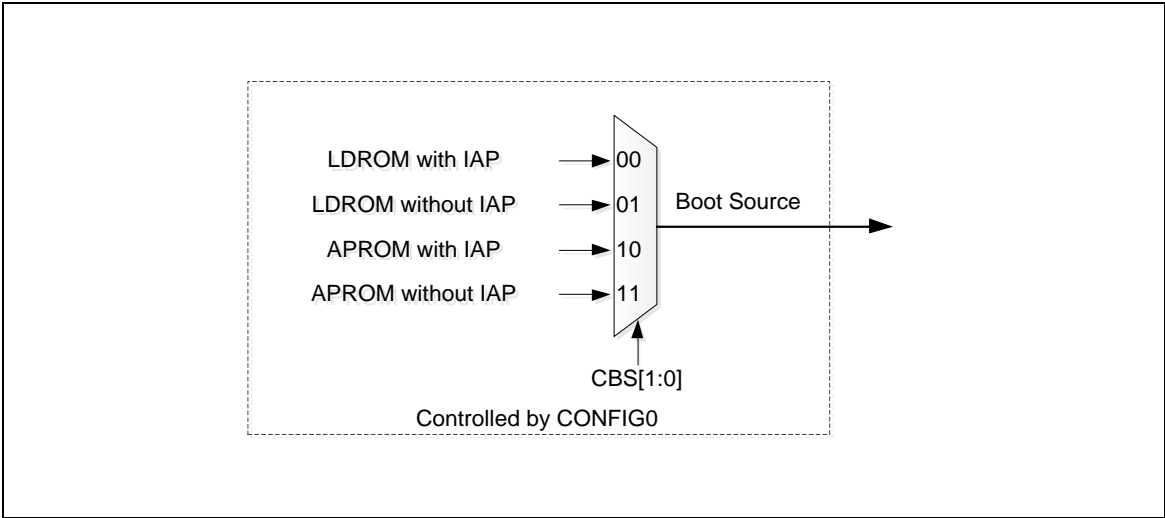 LDROM with IAP
00
LDROM without IAP
01
Boot Source
APROM with IAP
10
APROM without IAP
11
CBS[1:0]
Controlled by CONFIG0